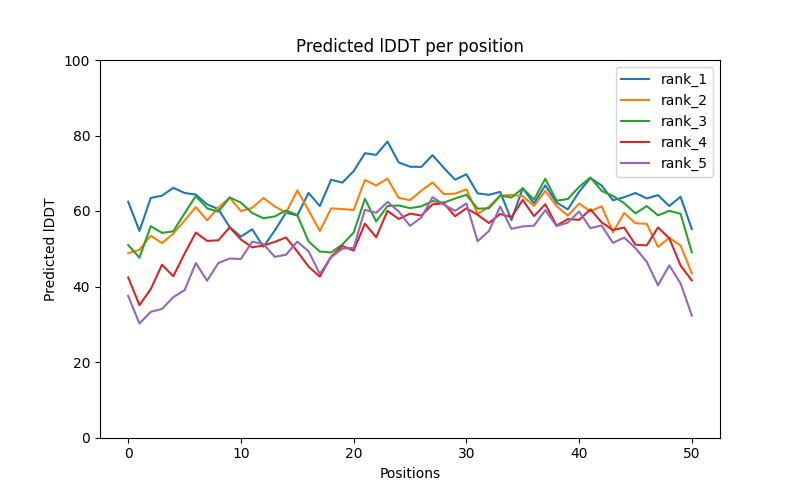 Predicted lDDT per position
rank_1
rank_2
rank_3
rank_4
rank_5
Predicted lDDT
100
80
60
40
20
0
0 10 20 30 40 50
Positions